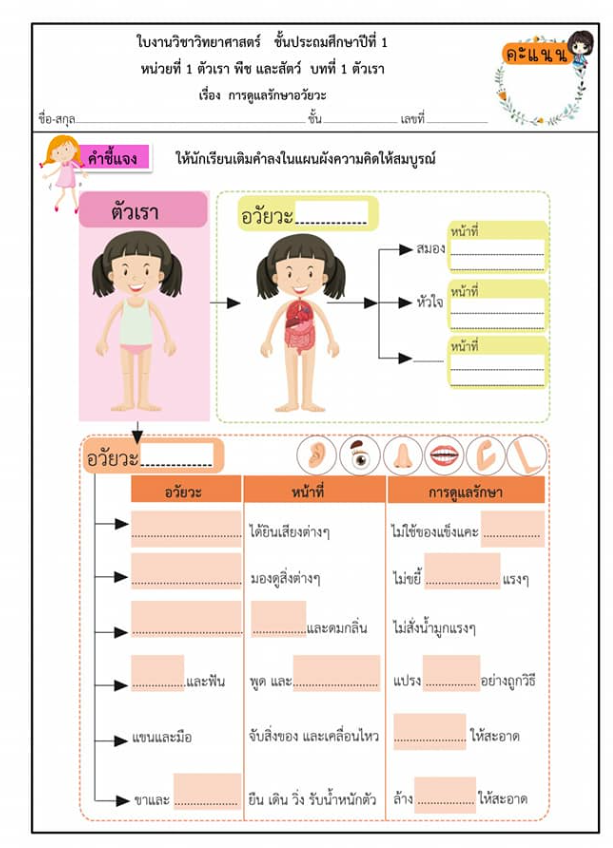 ใบงานวิชาวิทยาศาสตร์ ชั้นประถมศึกษาปีที่ 1
คะแนน
หน่วยที่ 1 ตัวเรา พืช และสัตว์ บทที่ 1 ตัวเรา
เรื่อง การดูแลรักษาอวัยวะ
ชื่อ-สกุล ชั้น เลขที่
คำชี้แจง ให้นักเรียนเติมคำลงในแผนผังความคิดให้สมบูรณ์
ตัวเรา
อวัยวะ
สมอง หน้าที่
หัวใจ หน้าที่
หน้าที่
อวัยวะ
อวัยวะ หน้าที่ การดูแลรักษา
ได้ยินเสียงต่างๆ ไม่ใช้ของแข็งแคะ
มองดูสิ่งต่างๆ ไม่ขยี้ แรงๆ
และดมกลิ่น ไม่สั่งน้ำมูกแรงๆ
และฟัน พูด และ แปรง อย่างถูกวิธี
แขนและมือ จับสิ่งของ และเคลื่อนไหว ให้สะอาด
ขาและ ยืน เดิน วิ่ง รับน้ำหนักตัว ล้าง ให้สะอาด